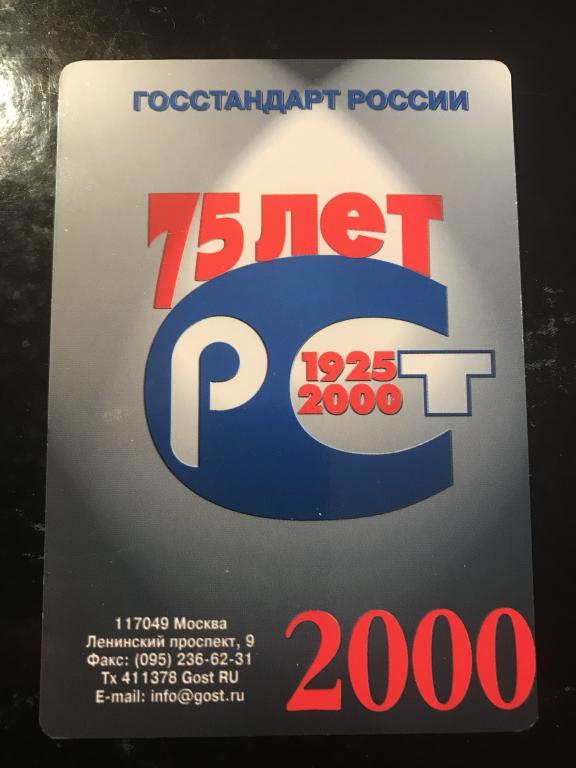 ГОССТАНДАРТ РОССИИ
75 лет
РСТ
1925
2000
117049 Москва
Ленинский проспект, 9
Факс: (095) 236-62-31
Tx 411378 Gost RU
E-mail: info@gost.ru
2000